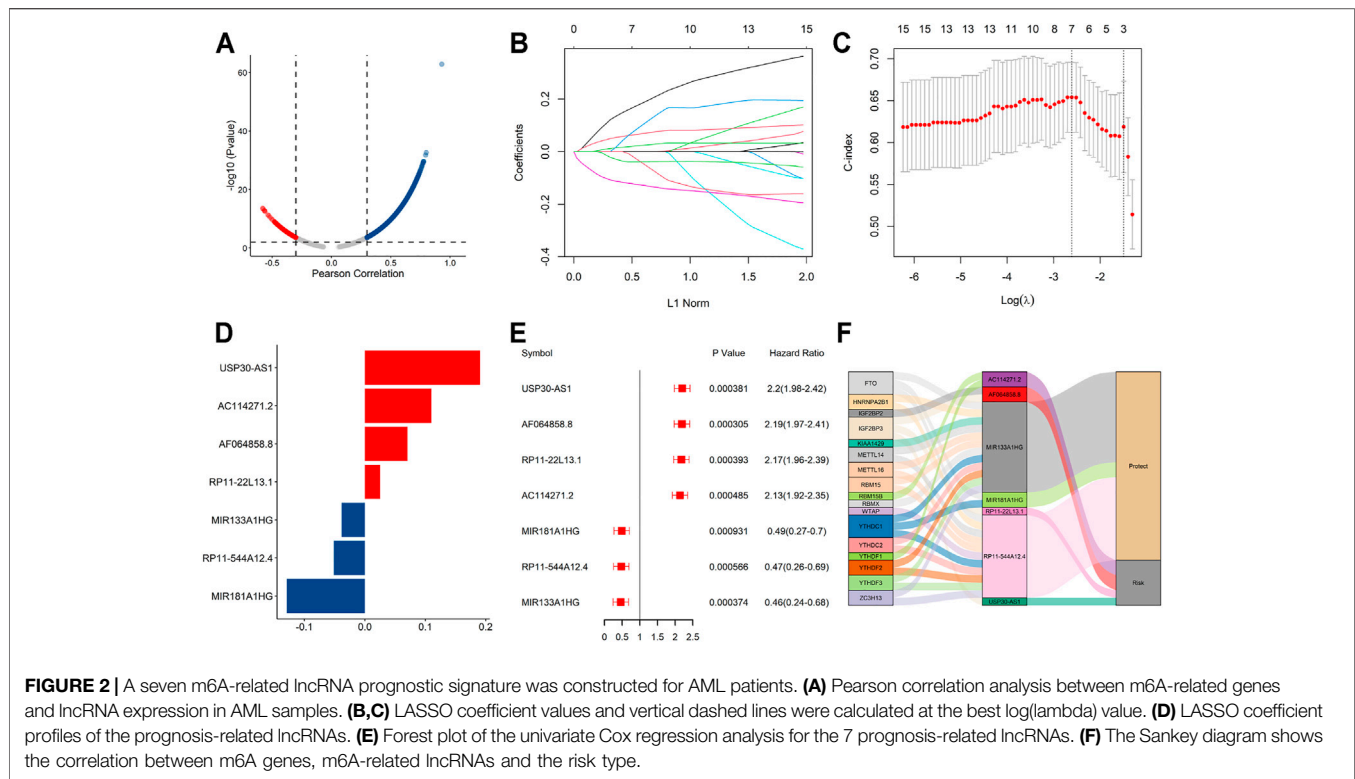 A
60
40
20
0
-log10 (Pvalue)
-0.5 0.0 0.5 1.0
Pearson Correlation
B
0 7 10 13 15
0.2
0.0
-0.2
-0.4
Coefficients
0.0 0.5 1.0 1.5 2.0
L1 Norm
C
15 15 13 13 11 10 7 6 5 3
0.70
0.65
0.60
0.55
0.50
C-index
-6 -5 -4 -3 -2
Log(λ)
D
USP30-AS1
AC114271.2
AF064858.8
RP11-22L13.1
MIR133A1HG
RP11-544A12.4
MIR181A1HG
-0.1 0.0 0.1 0.2
E
Symbol P Value Hazard Ratio
USP30-AS1 0.000381 2.2(1.98-2.42)
AF064858.8 0.000305 2.19(1.97-2.41)
RP11-22L13.1 0.000393 2.17(1.96-2.39)
AC114271.2 0.000485 2.13(1.92-2.35)
MIR181A1HG 0.000931 0.49(0.27-0.7)
RP11-544A12.4 0.000566 0.47(0.26-0.69)
MIR133A1HG 0.000374 0.46(0.24-0.68)
0 0.5 1 1.5 2 2.5
F
FTO
HNRNPA2B1
IGF2BP2
IGF2BP3
KIAA1429
METTL14
METTL16
RBM15
RBM15B
RBMX
WTAP
YTHDC1
YTHDC2
YTHDF1
YTHDF2
YTHDF3
ZC3H13
AC114271.2
AF064858.8
MIR133A1HG
MIR181A1HG
RP11-22L13.1
RP11-544A12.4
USP30-AS1
Protect
Risk
FIGURE 2 | A seven m6A-related lncRNA prognostic signature was constructed for AML patients. (A) Pearson correlation analysis between m6A-related genes
and lncRNA expression in AML samples. (B,C) LASSO coefficient values and vertical dashed lines were calculated at the best log(lambda) value. (D) LASSO coefficient
profiles of the prognosis-related lncRNAs. (E) Forest plot of the univariate Cox regression analysis for the 7 prognosis-related lncRNAs. (F) The Sankey diagram shows
the correlation between m6A genes, m6A-related lncRNAs and the risk type.